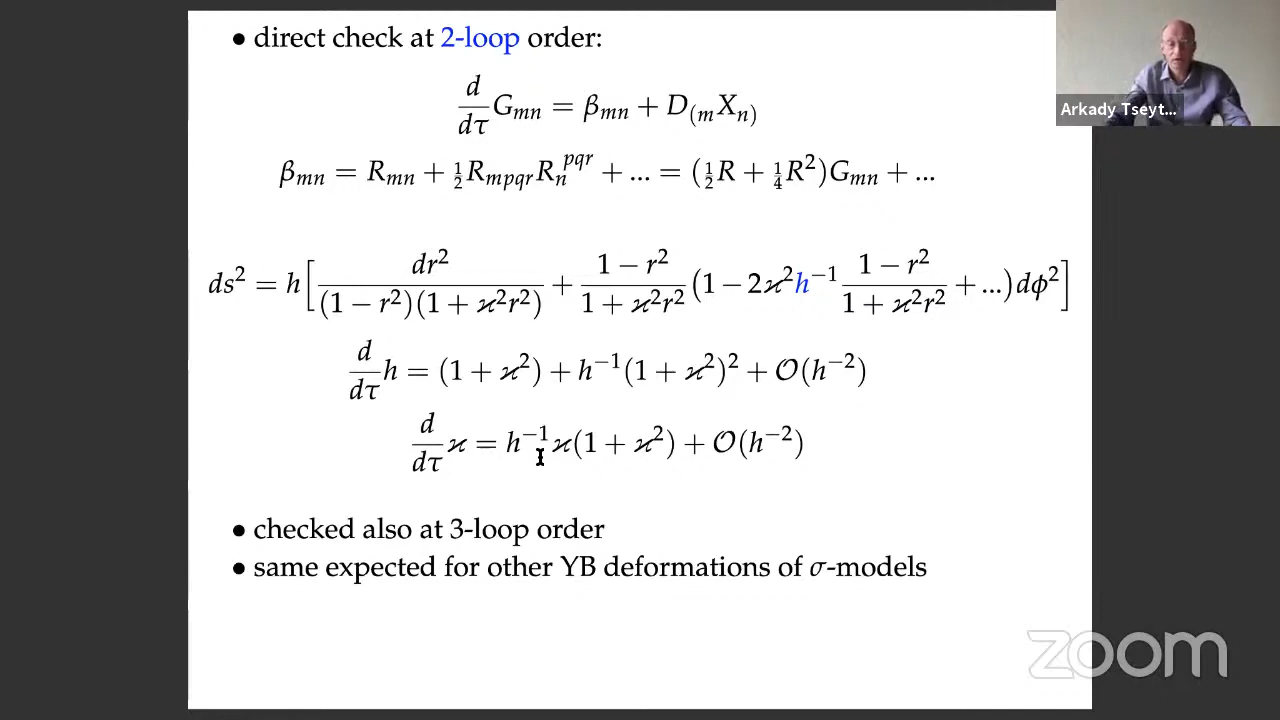 • direct check at 2-loop order:
Arkady Tseyt...
d/dτ G_{mn} = β_{mn} + D_{(m}X_{n)}
β_{mn} = R_{mn} + ½R_{mpqr}R_n^{pqr} + ... = (½R + ¼R²)G_{mn} + ...
ds² = h[ dr²/((1 − r²)(1 + ϰ²r²)) + (1 − r²)/(1 + ϰ²r²) (1 − 2ϰ²h⁻¹ (1 − r²)/(1 + ϰ²r²) + ...)dϕ² ]
d/dτ h = (1 + ϰ²) + h⁻¹(1 + ϰ²)² + 𝒪(h⁻²)
d/dτ ϰ = h⁻¹ϰ(1 + ϰ²) + 𝒪(h⁻²)
• checked also at 3-loop order
• same expected for other YB deformations of σ-models
zoom